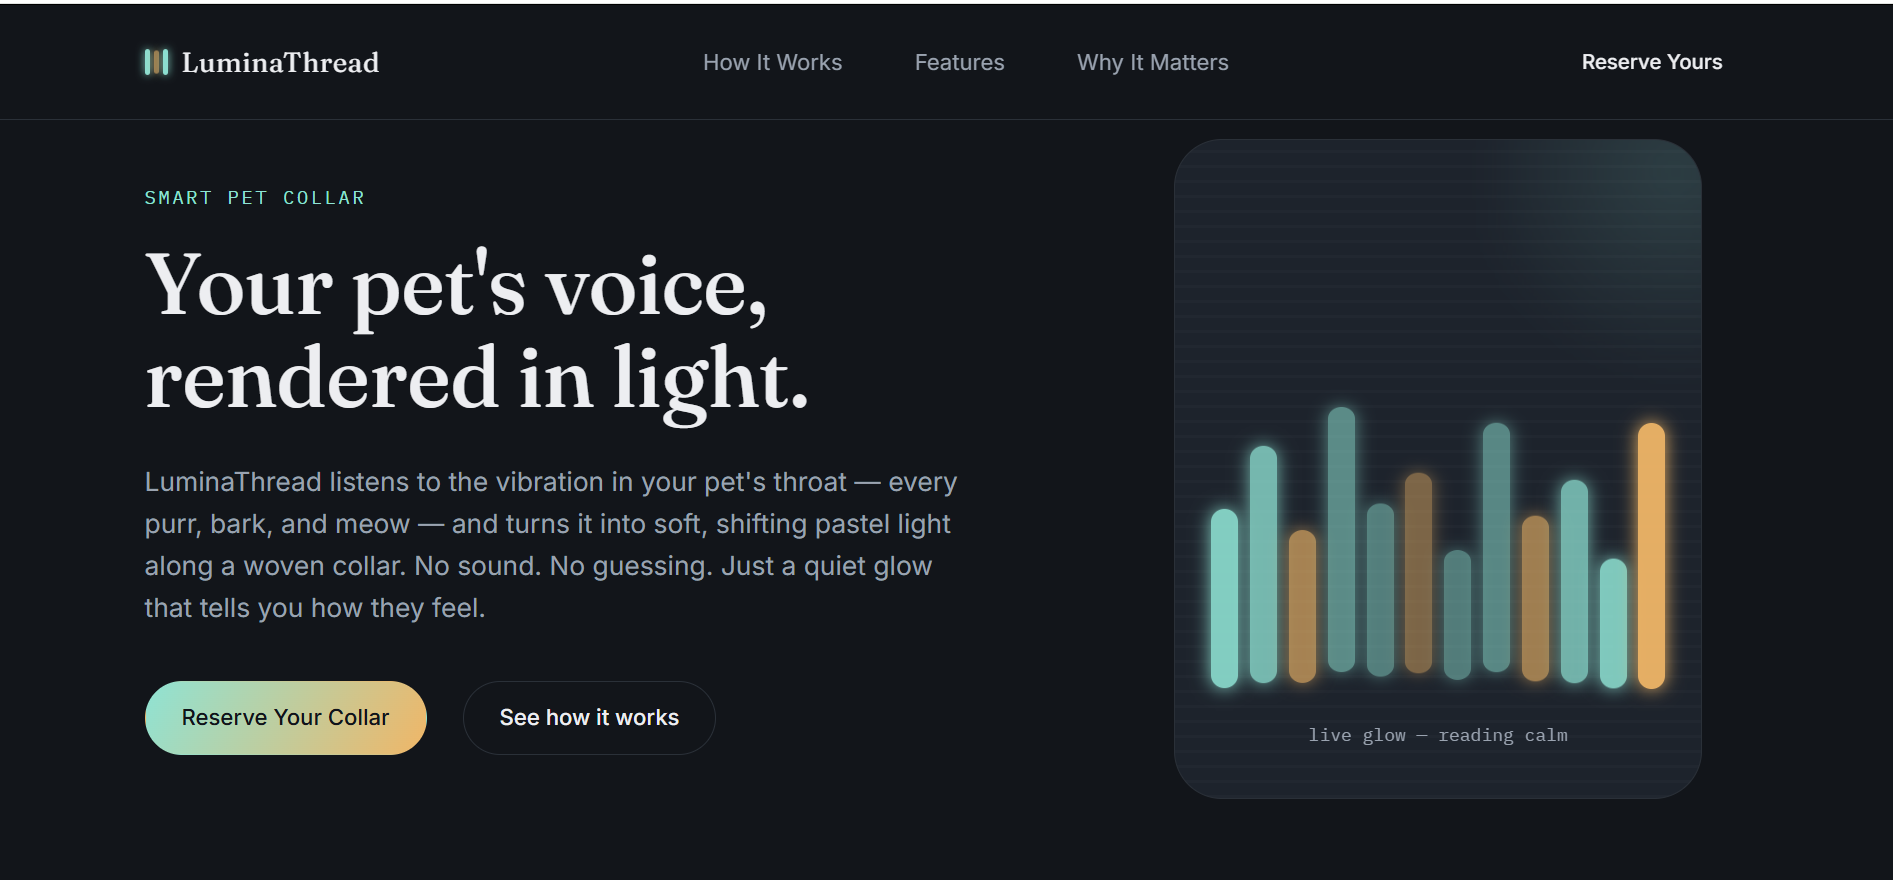 LuminaThread
How It Works
Features
Why It Matters
Reserve Yours
SMART PET COLLAR
Your pet's voice,
rendered in light.
LuminaThread listens to the vibration in your pet's throat — every
purr, bark, and meow — and turns it into soft, shifting pastel light
along a woven collar. No sound. No guessing. Just a quiet glow
that tells you how they feel.
Reserve Your Collar
See how it works
live glow — reading calm